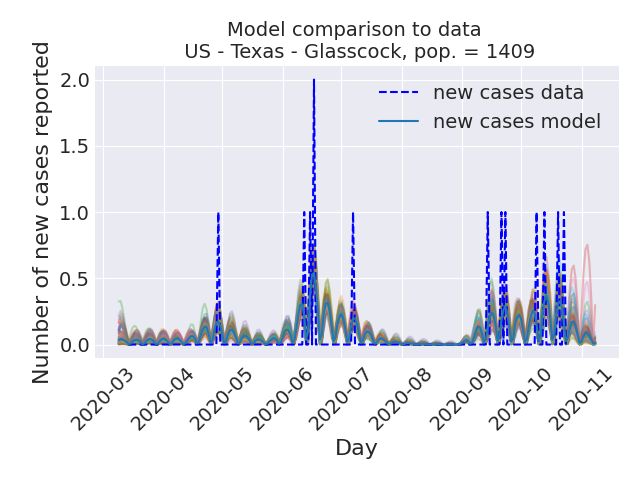 Model comparison to data
US - Texas - Glasscock, pop. = 1409
new cases data
new cases model
Number of new cases reported
2.0
1.5
1.0
0.5
0.0
2020-03
2020-04
2020-05
2020-06
2020-07
2020-08
2020-09
2020-10
2020-11
Day